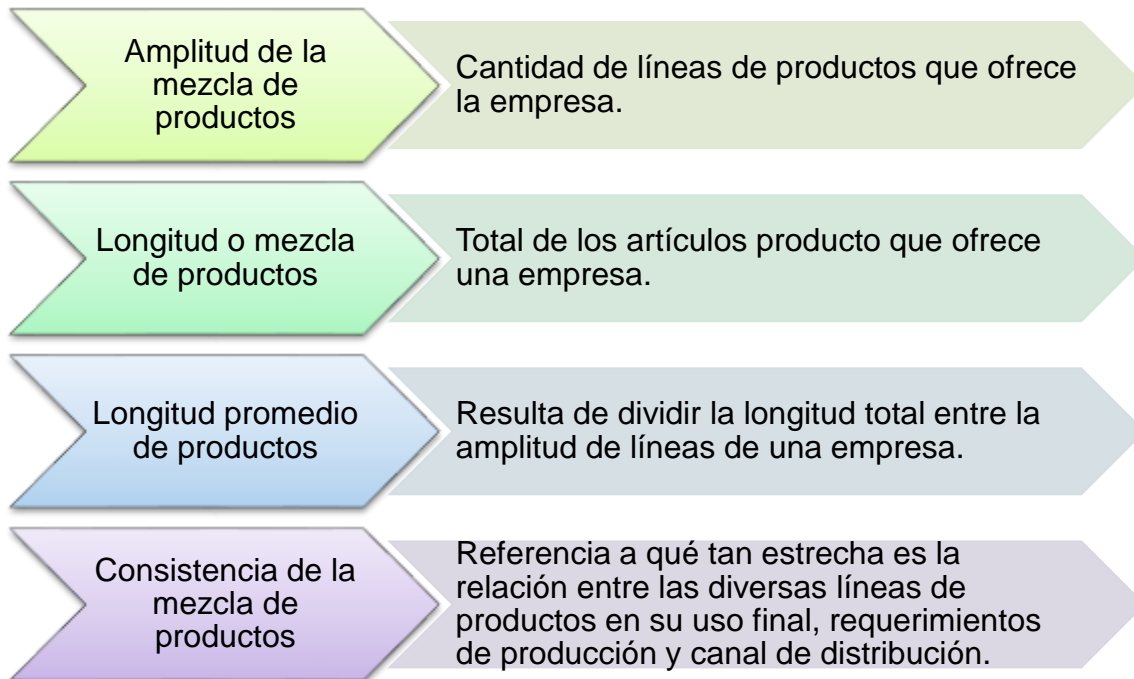 Amplitud de la
mezcla de
productos
Cantidad de líneas de productos que ofrece
la empresa.
Longitud o mezcla
de productos
Total de los artículos producto que ofrece
una empresa.
Longitud promedio
de productos
Resulta de dividir la longitud total entre la
amplitud de líneas de una empresa.
Consistencia de la
mezcla de
productos
Referencia a qué tan estrecha es la
relación entre las diversas líneas de
productos en su uso final, requerimientos
de producción y canal de distribución.